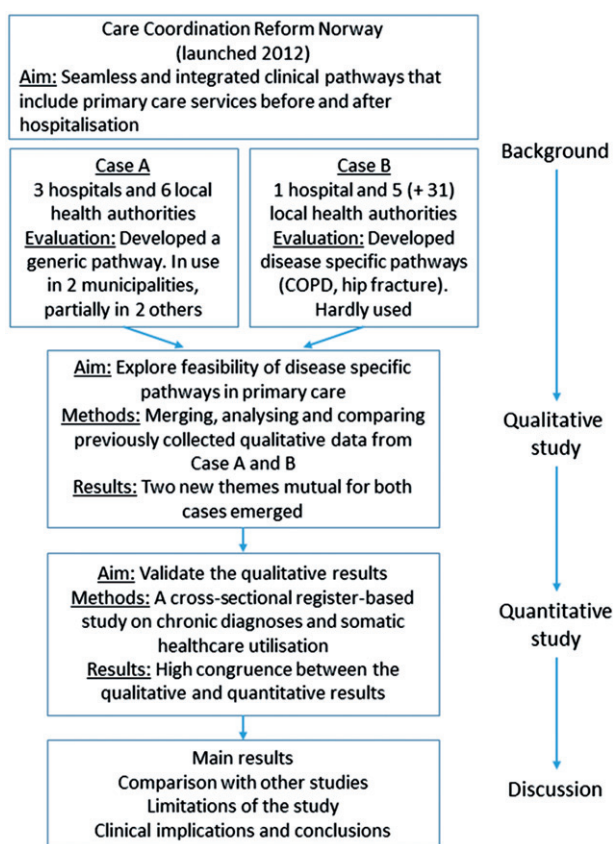 Care Coordination Reform Norway
(launched 2012)
Aim: Seamless and integrated clinical pathways that
include primary care services before and after
hospitalisation
Case A
3 hospitals and 6 local
health authorities
Evaluation: Developed a
generic pathway. In use
in 2 municipalities,
partially in 2 others
Case B
1 hospital and 5 (+ 31)
local health authorities
Evaluation: Developed
disease specific pathways
(COPD, hip fracture).
Hardly used
Background
Aim: Explore feasibility of disease specific
pathways in primary care
Methods: Merging, analysing and comparing
previously collected qualitative data from
Case A and B
Results: Two new themes mutual for both
cases emerged
Qualitative
study
Aim: Validate the qualitative results
Methods: A cross-sectional register-based
study on chronic diagnoses and somatic
healthcare utilisation
Results: High congruence between the
qualitative and quantitative results
Quantitative
study
Main results
Comparison with other studies
Limitations of the study
Clinical implications and conclusions
Discussion